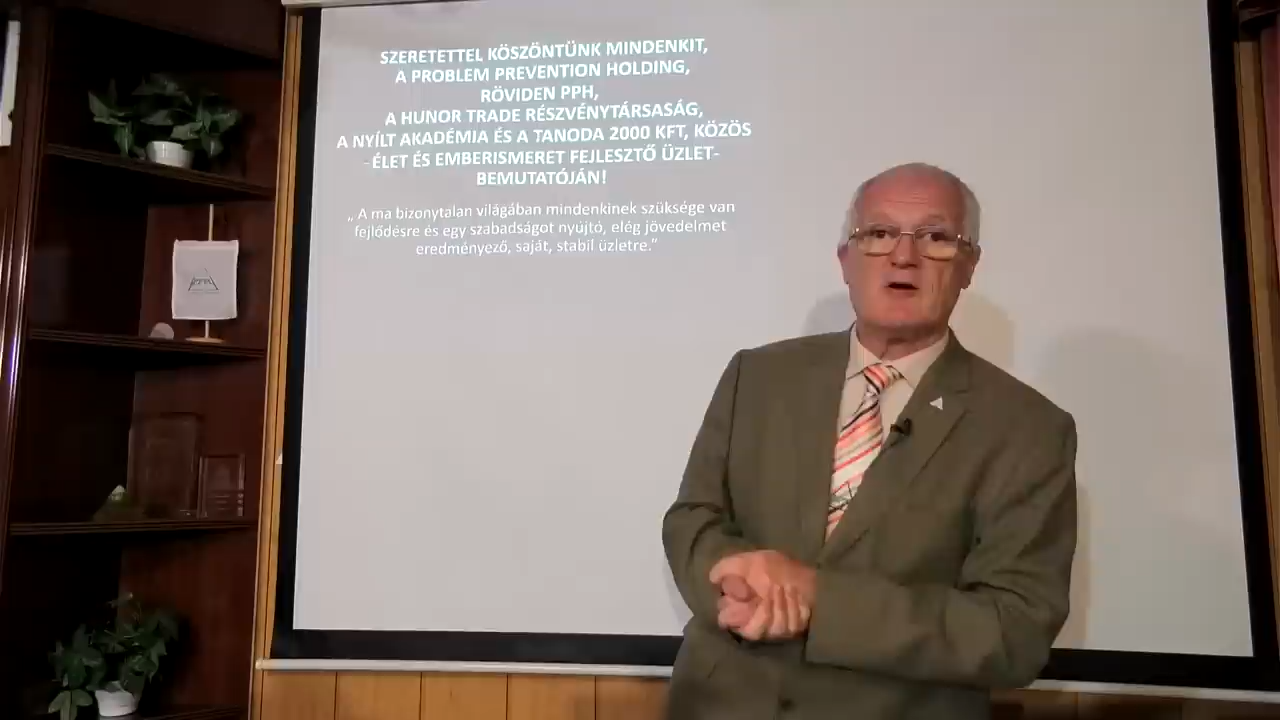 SZERETETTEL KÖSZÖNTÜNK MINDENKIT,
A PROBLEM PREVENTION HOLDING,
RÖVIDEN PPH,
A HUNOR TRADE RÉSZVÉNYTÁRSASÁG,
A NYÍLT AKADÉMIA ÉS A TANODA 2000 KFT, KÖZÖS
-ÉLET ÉS EMBERISMERET FEJLESZTŐ ÜZLET-
BEMUTATÓJÁN!
„ A ma bizonytalan világában mindenkinek szüksége van
fejlődésre és egy szabadságot nyújtó, elég jövedelmet
eredményező, saját, stabil üzletre."